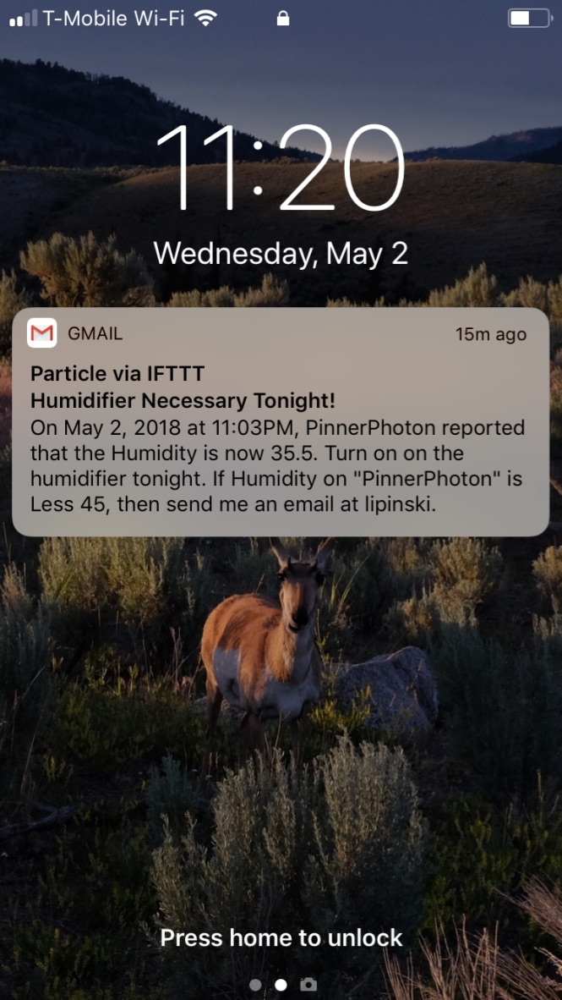 T-Mobile Wi-Fi
11:20
Wednesday, May 2
GMAIL 15m ago
Particle via IFTTT
Humidifier Necessary Tonight!
On May 2, 2018 at 11:03PM, PinnerPhoton reported
that the Humidity is now 35.5. Turn on on the
humidifier tonight. If Humidity on "PinnerPhoton" is
Less 45, then send me an email at lipinski.
Press home to unlock